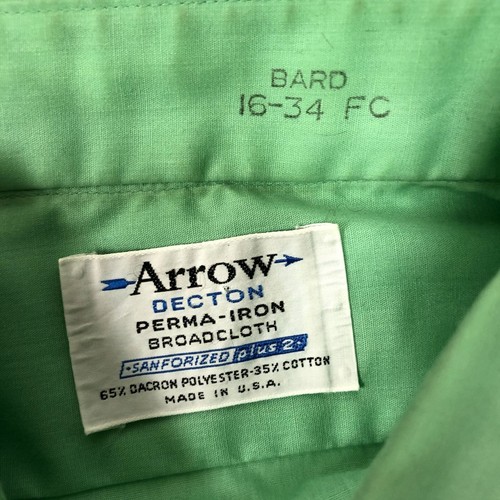 BARD
16-34 FC
Arrow
DECTON
PERMA-IRON
BROADCLOTH
·SANFORIZED plus 2·
65% DACRON POLYESTER-35% COTTON
MADE IN U.S.A.